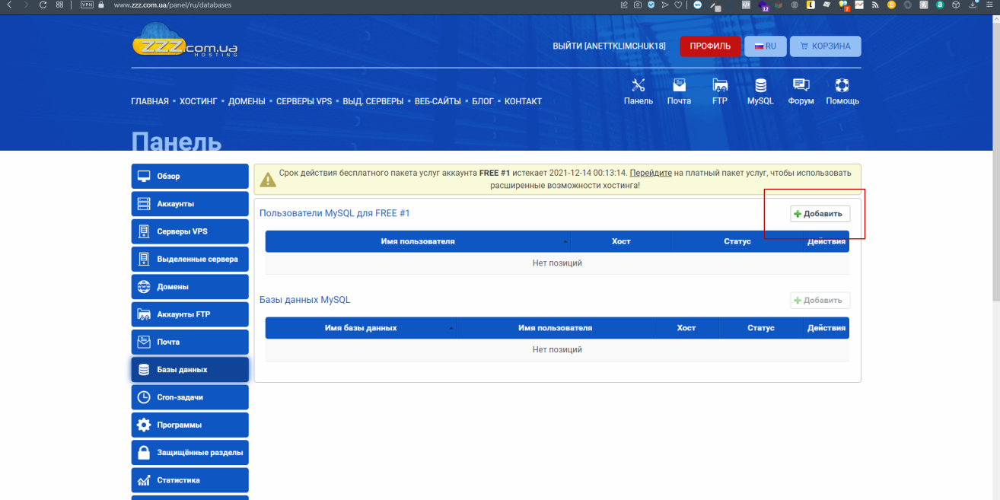 VPN
www.zzz.com.ua/panel/ru/databases
12
7
ZZZ.com.ua
HOSTING
ВЫЙТИ [ANETTKLIMCHUK18]
ПРОФИЛЬ
RU
КОРЗИНА
ГЛАВНАЯ ▪ ХОСТИНГ ▪ ДОМЕНЫ ▪ СЕРВЕРЫ VPS ▪ ВЫД. СЕРВЕРЫ ▪ ВЕБ-САЙТЫ ▪ БЛОГ ▪ КОНТАКТ
Панель
Почта
FTP
MySQL
Форум
Помощь
Панель
Обзор
Аккаунты
Серверы VPS
Выделенные сервера
Домены
Аккаунты FTP
Почта
Базы данных
Cron-задачи
Программы
Защищённые разделы
Статистика
Срок действия бесплатного пакета услуг аккаунта FREE #1 истекает 2021-12-14 00:13:14. Перейдите на платный пакет услуг, чтобы использовать
расширенные возможности хостинга!
Пользователи MySQL для FREE #1
Добавить
Имя пользователя
Хост
Статус
Действия
Нет позиций
Базы данных MySQL
Добавить
Имя базы данных
Имя пользователя
Хост
Статус
Действия
Нет позиций